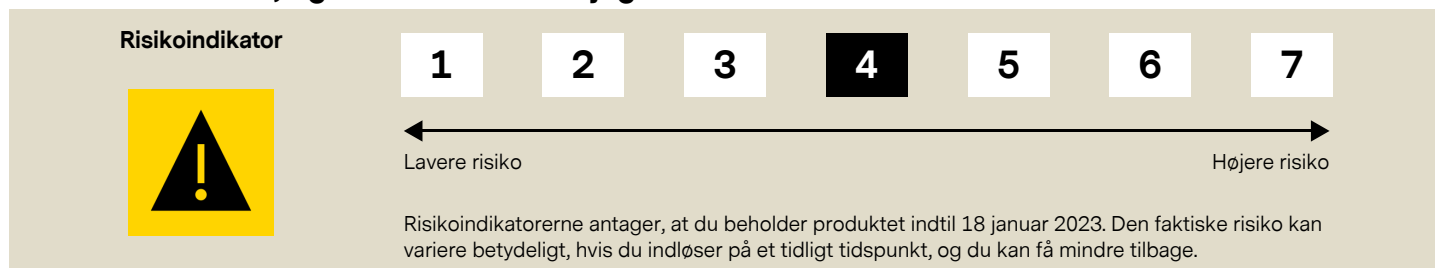 Risikoindikator
1 2 3 4 5 6 7
Lavere risiko Højere risiko
Risikoindikatorerne antager, at du beholder produktet indtil 18 januar 2023. Den faktiske risiko kan
variere betydeligt, hvis du indløser på et tidligt tidspunkt, og du kan få mindre tilbage.